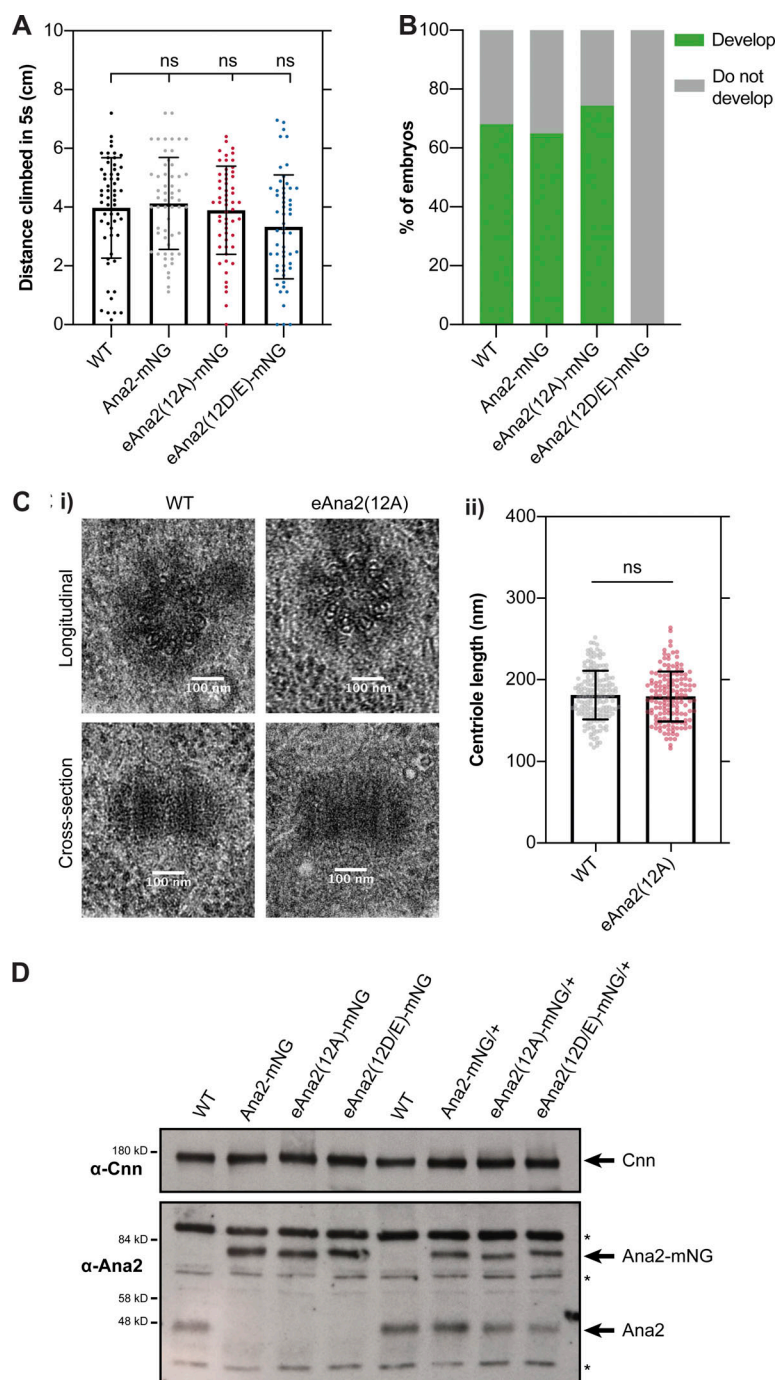 A
Distance climbed in 5s (cm)
10
8
6
4
2
0
ns
ns
ns
WT
Ana2-mNG
eAna2(12A)-mNG
eAna2(12D/E)-mNG
B
% of embryos
100
80
60
40
20
0
Develop
Do not
develop
WT
Ana2-mNG
eAna2(12A)-mNG
eAna2(12D/E)-mNG
C i)
WT
eAna2(12A)
Longitudinal
100 nm
100 nm
Cross-section
100 nm
100 nm
ii)
Centriole length (nm)
400
300
200
100
0
ns
WT
eAna2(12A)
D
WT
Ana2-mNG
eAna2(12A)-mNG
eAna2(12D/E)-mNG
WT
Ana2-mNG/+
eAna2(12A)-mNG/+
eAna2(12D/E)-mNG/+
180 kD
α-Cnn
Cnn
84 kD
*
α-Ana2
Ana2-mNG
*
58 kD
48 kD
Ana2
*